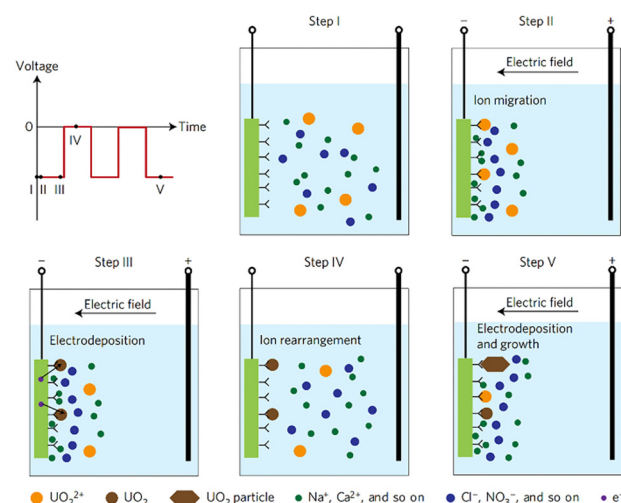 Step I
Step II
− +
Electric field
Ion migration
Voltage
0
Time
IV
I II III V
Step III
− +
Electric field
Electrodeposition
Step IV
Ion rearrangement
Step V
− +
Electric field
Electrodeposition
and growth
UO₂²⁺ UO₂ UO₂ particle Na⁺, Ca²⁺, and so on Cl⁻, NO₃⁻, and so on e⁻